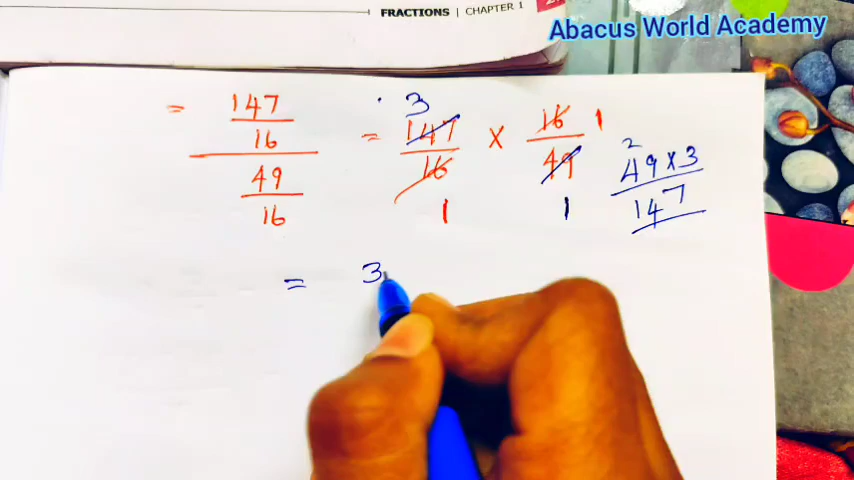 FRACTIONS | CHAPTER 1
Abacus World Academy
= 147/16 / 49/16 = 3 147/16 1 × 16/49 1 1
2
49 x 3
147
= 3